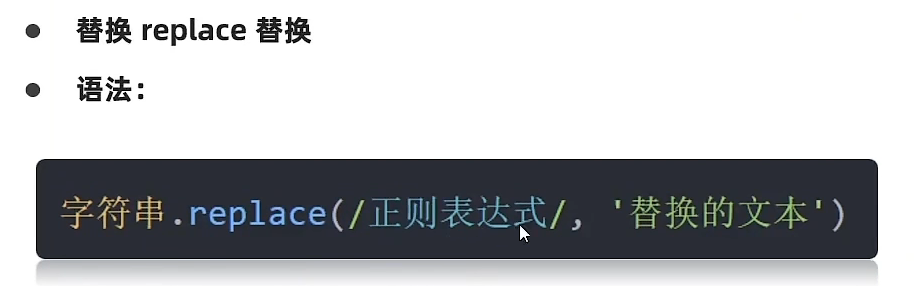 替换 replace 替换
语法：
字符串.replace(/正则表达式/, '替换的文本')